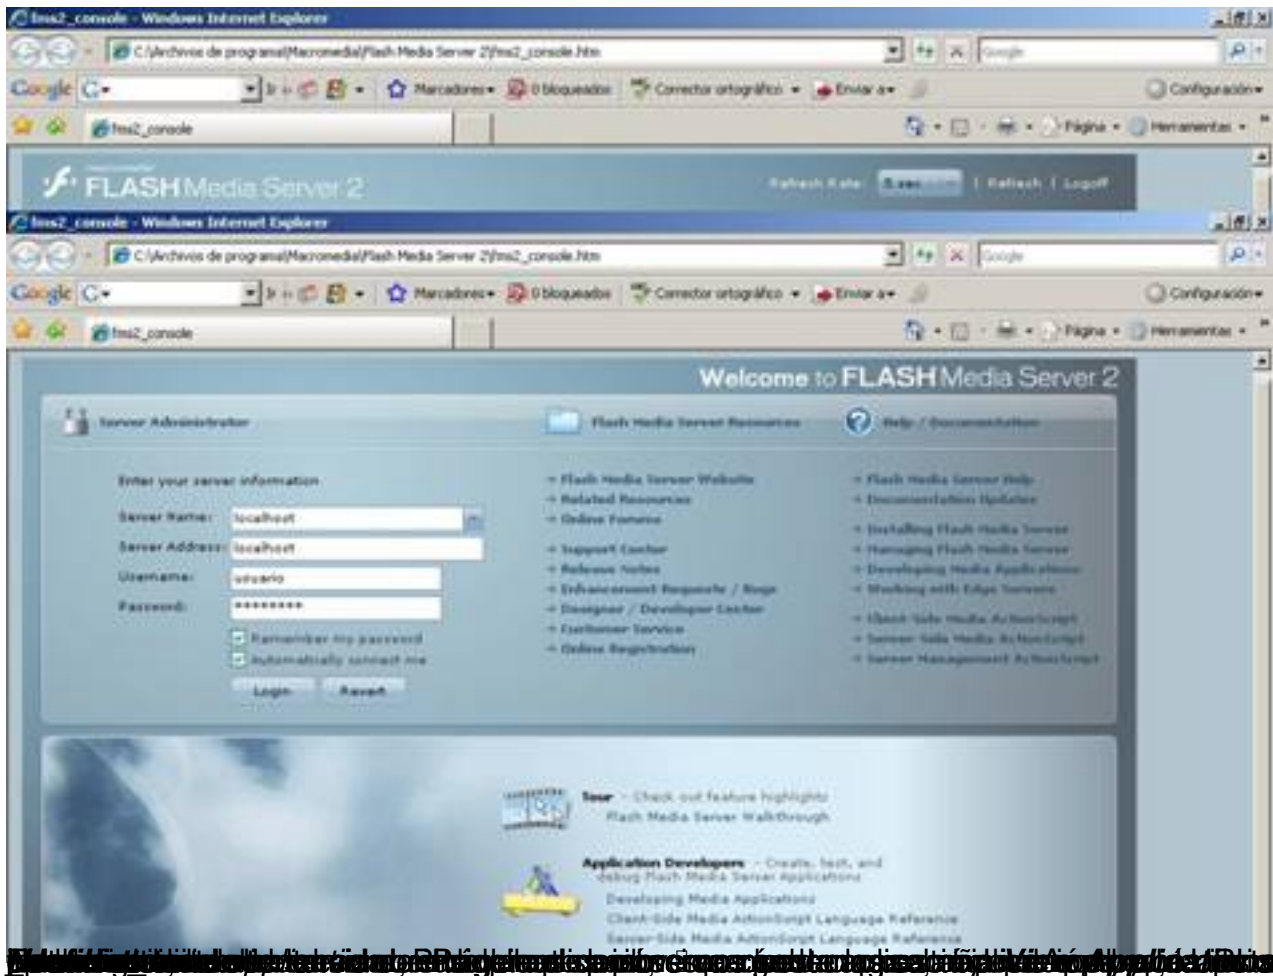 fms2_console - Windows Internet Explorer
C:\Archivos de programa\Macromedia\Flash Media Server 2\fms2_console.htm
Google
Google G Ir Marcadores 0 bloqueados Corrector ortográfico Enviar a Configuración
fms2_console Página Herramientas
FLASH Media Server 2 Refresh Rate: 5 sec | Refresh | Logoff
fms2_console - Windows Internet Explorer
C:\Archivos de programa\Macromedia\Flash Media Server 2\fms2_console.htm
Google
Google G Ir Marcadores 0 bloqueados Corrector ortográfico Enviar a Configuración
fms2_console Página Herramientas
Welcome to FLASH Media Server 2
Server Administrator
Flash Media Server Resources
Help / Documentation
Enter your server information
Server Name: localhost
Server Address: localhost
Username: usuario
Password: ********
Remember my password
Automatically connect me
Login Revert
Flash Media Server Website
Related Resources
Online Forums
Support Center
Release Notes
Enhancement Requests / Bugs
Designer / Developer Center
Customer Service
Online Registration
Flash Media Server Help
Documentation Updates
Installing Flash Media Server
Managing Flash Media Server
Developing Media Applications
Working with Edge Servers
Client-Side Media ActionScript
Server-Side Media ActionScript
Server Management ActionScript
Tour - Check out feature highlights
Flash Media Server Walkthrough
Application Developers - Create, test, and
debug Flash Media Server Applications
Developing Media Applications
Client-Side Media ActionScript Language Reference
Server-Side Media ActionScript Language Reference